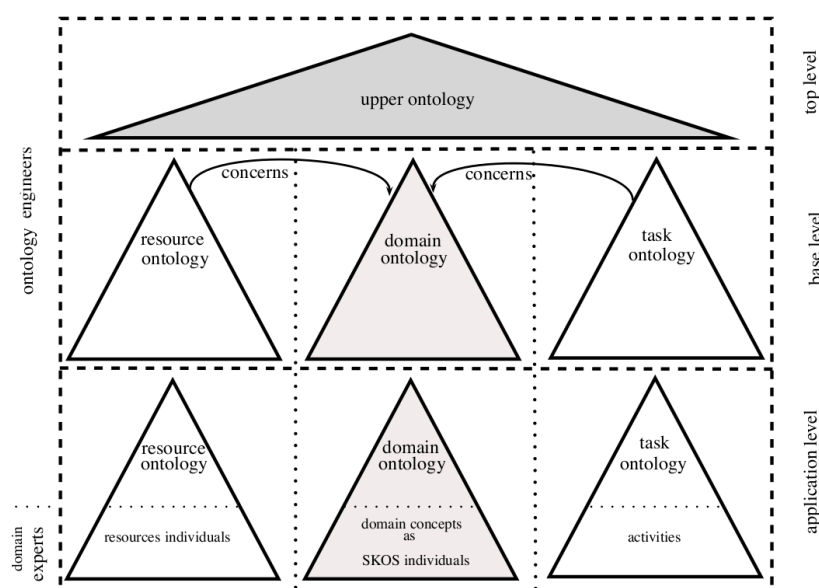 upper ontology
top level
ontology engineers
concerns
concerns
resource
ontology
domain
ontology
task
ontology
base level
resource
ontology
domain
ontology
task
ontology
application level
domain
experts
resources individuals
domain concepts
as
SKOS individuals
activities